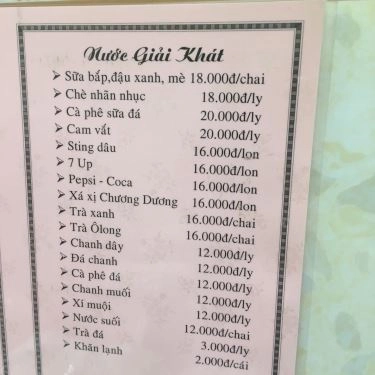 Nước Giải Khát
➢ Sữa bắp,đậu xanh, mè 18.000đ/chai
➢ Chè nhãn nhục 18.000đ/ly
➢ Cà phê sữa đá 20.000đ/ly
➢ Cam vắt 20.000đ/ly
➢ Sting dâu 16.000đ/lon
➢ 7 Up 16.000đ/lon
➢ Pepsi - Coca 16.000đ/lon
➢ Xá xị Chương Dương 16.000đ/lon
➢ Trà xanh 16.000đ/chai
➢ Trà Ôlong 16.000đ/chai
➢ Chanh dây 12.000đ/ly
➢ Đá chanh 12.000đ/ly
➢ Cà phê đá 12.000đ/ly
➢ Chanh muối 12.000đ/ly
➢ Xí muội 12.000đ/ly
➢ Nước suối 12.000đ/chai
➢ Trà đá 3.000đ/ly
➢ Khăn lạnh 2.000đ/cái